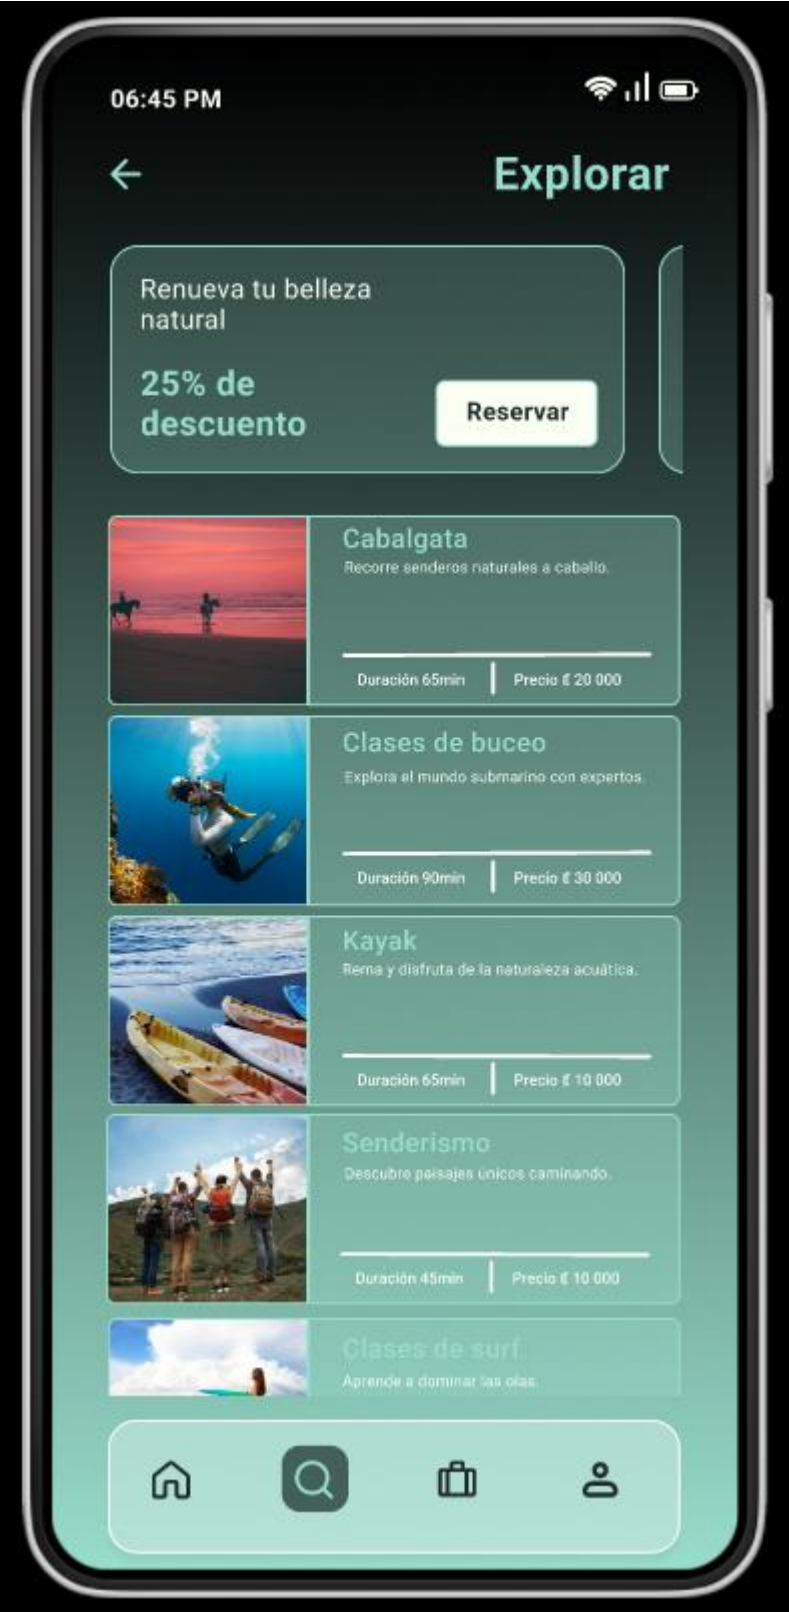 06:45 PM
Explorar
Renueva tu belleza
natural
25% de
descuento
Reservar
Cabalgata
Recorre senderos naturales a caballo.
Duración 65min
Precio ₡ 20 000
Clases de buceo
Explora el mundo submarino con expertos.
Duración 90min
Precio ₡ 30 000
Kayak
Rema y disfruta de la naturaleza acuática.
Duración 65min
Precio ₡ 10 000
Senderismo
Descubre paisajes únicos caminando.
Duración 45min
Precio ₡ 10 000
Clases de surf
Aprende a dominar las olas.